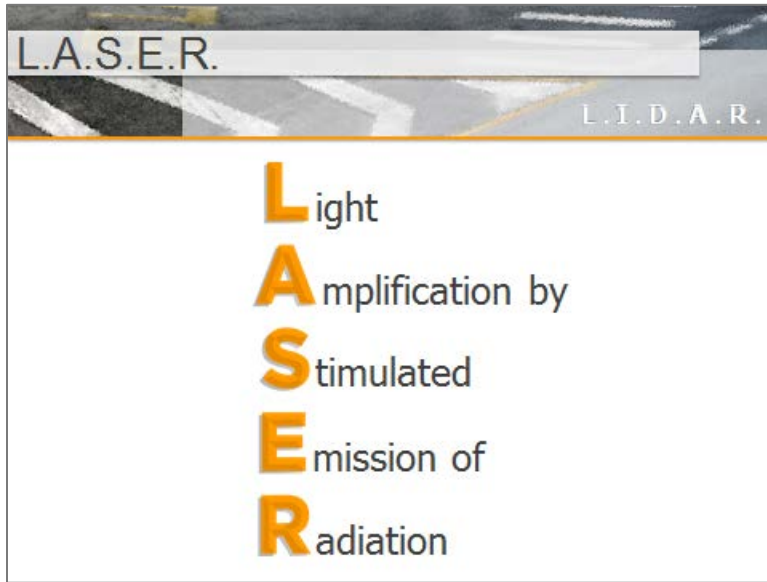 L.A.S.E.R.
L.I.D.A.R.
Light
Amplification by
Stimulated
Emission of
Radiation